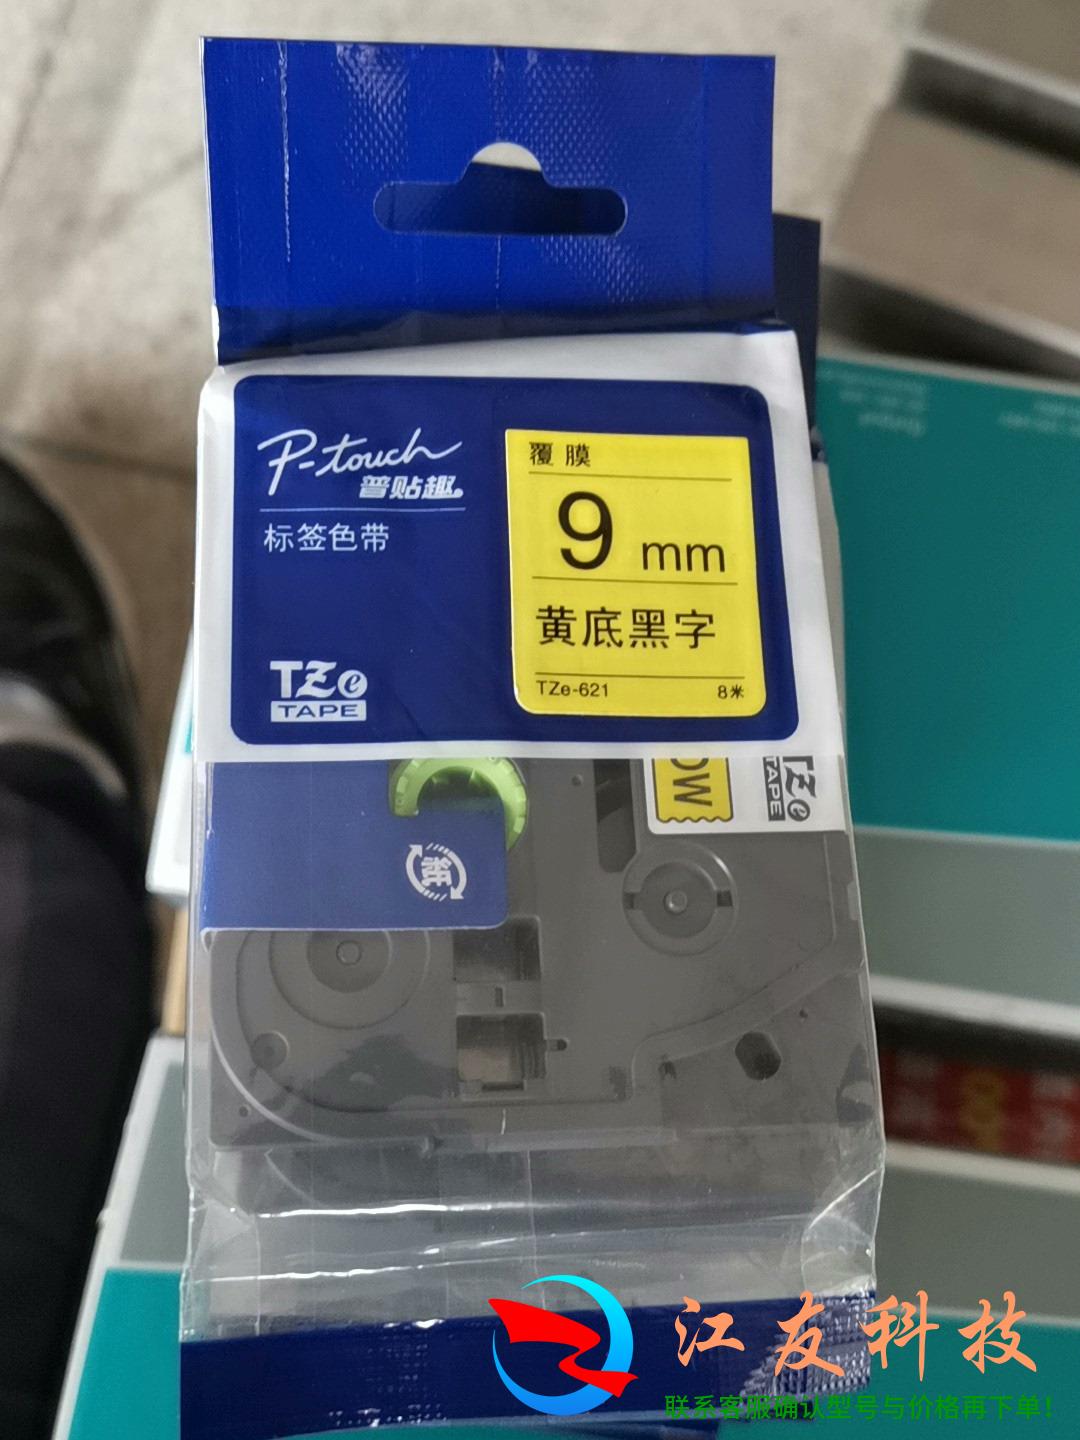 P-touch
普贴趣
标签色带
TZe
TAPE
覆膜
9 mm
黄底黑字
TZe-621 8米
OW
TZe
TAPE
纸
江友科技
联系客服确认型号与价格再下单!